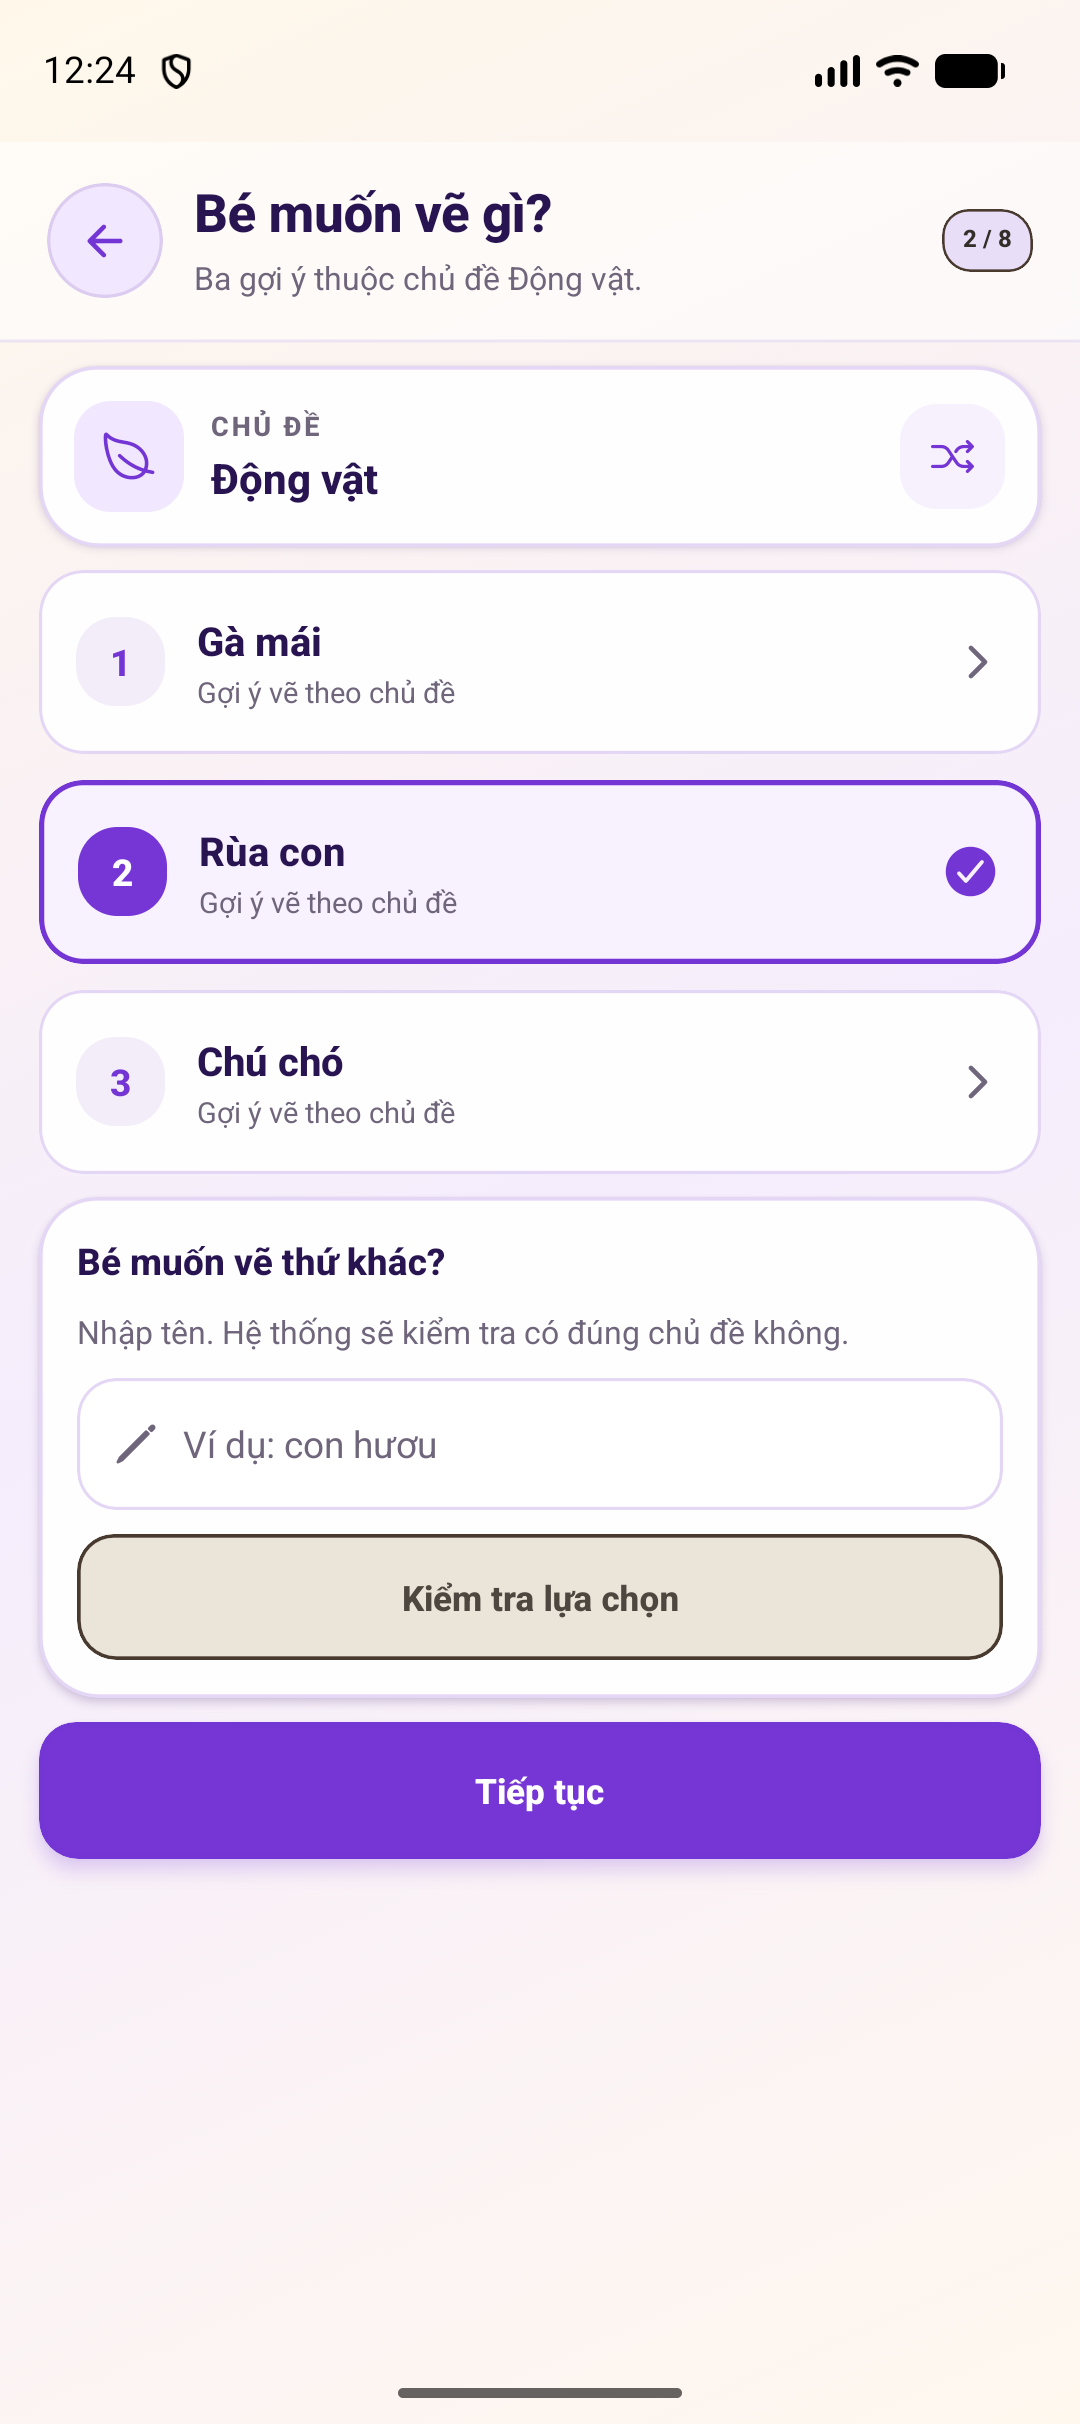 12:24
Bé muốn vẽ gì?
Ba gợi ý thuộc chủ đề Động vật.
2 / 8
CHỦ ĐỀ
Động vật
1
Gà mái
Gợi ý vẽ theo chủ đề
2
Rùa con
Gợi ý vẽ theo chủ đề
3
Chú chó
Gợi ý vẽ theo chủ đề
Bé muốn vẽ thứ khác?
Nhập tên. Hệ thống sẽ kiểm tra có đúng chủ đề không.
Ví dụ: con hươu
Kiểm tra lựa chọn
Tiếp tục